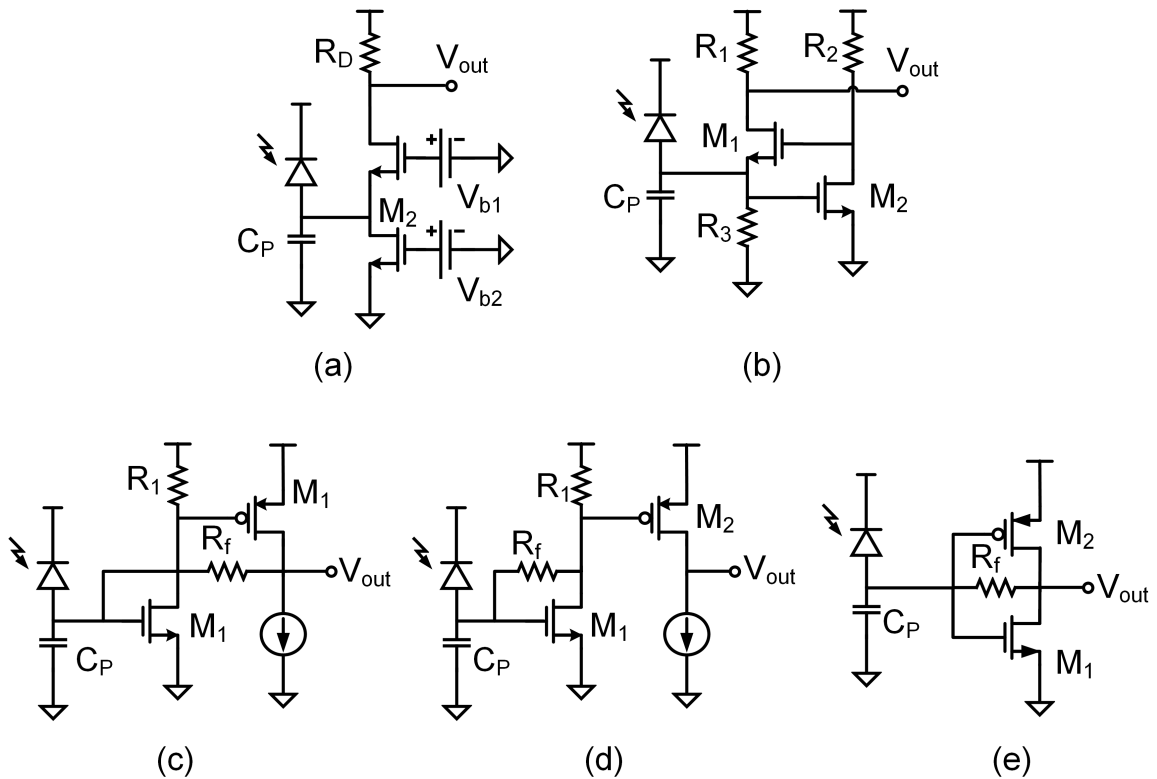 R_D
V_out
+ −
V_b1
M_2
C_P
+ −
V_b2
(a)
R_1
R_2
V_out
M_1
C_P
M_2
R_3
(b)
R_1
M_1
R_f
V_out
M_1
C_P
(c)
R_1
M_2
R_f
V_out
M_1
C_P
(d)
M_2
R_f
V_out
C_P
M_1
(e)